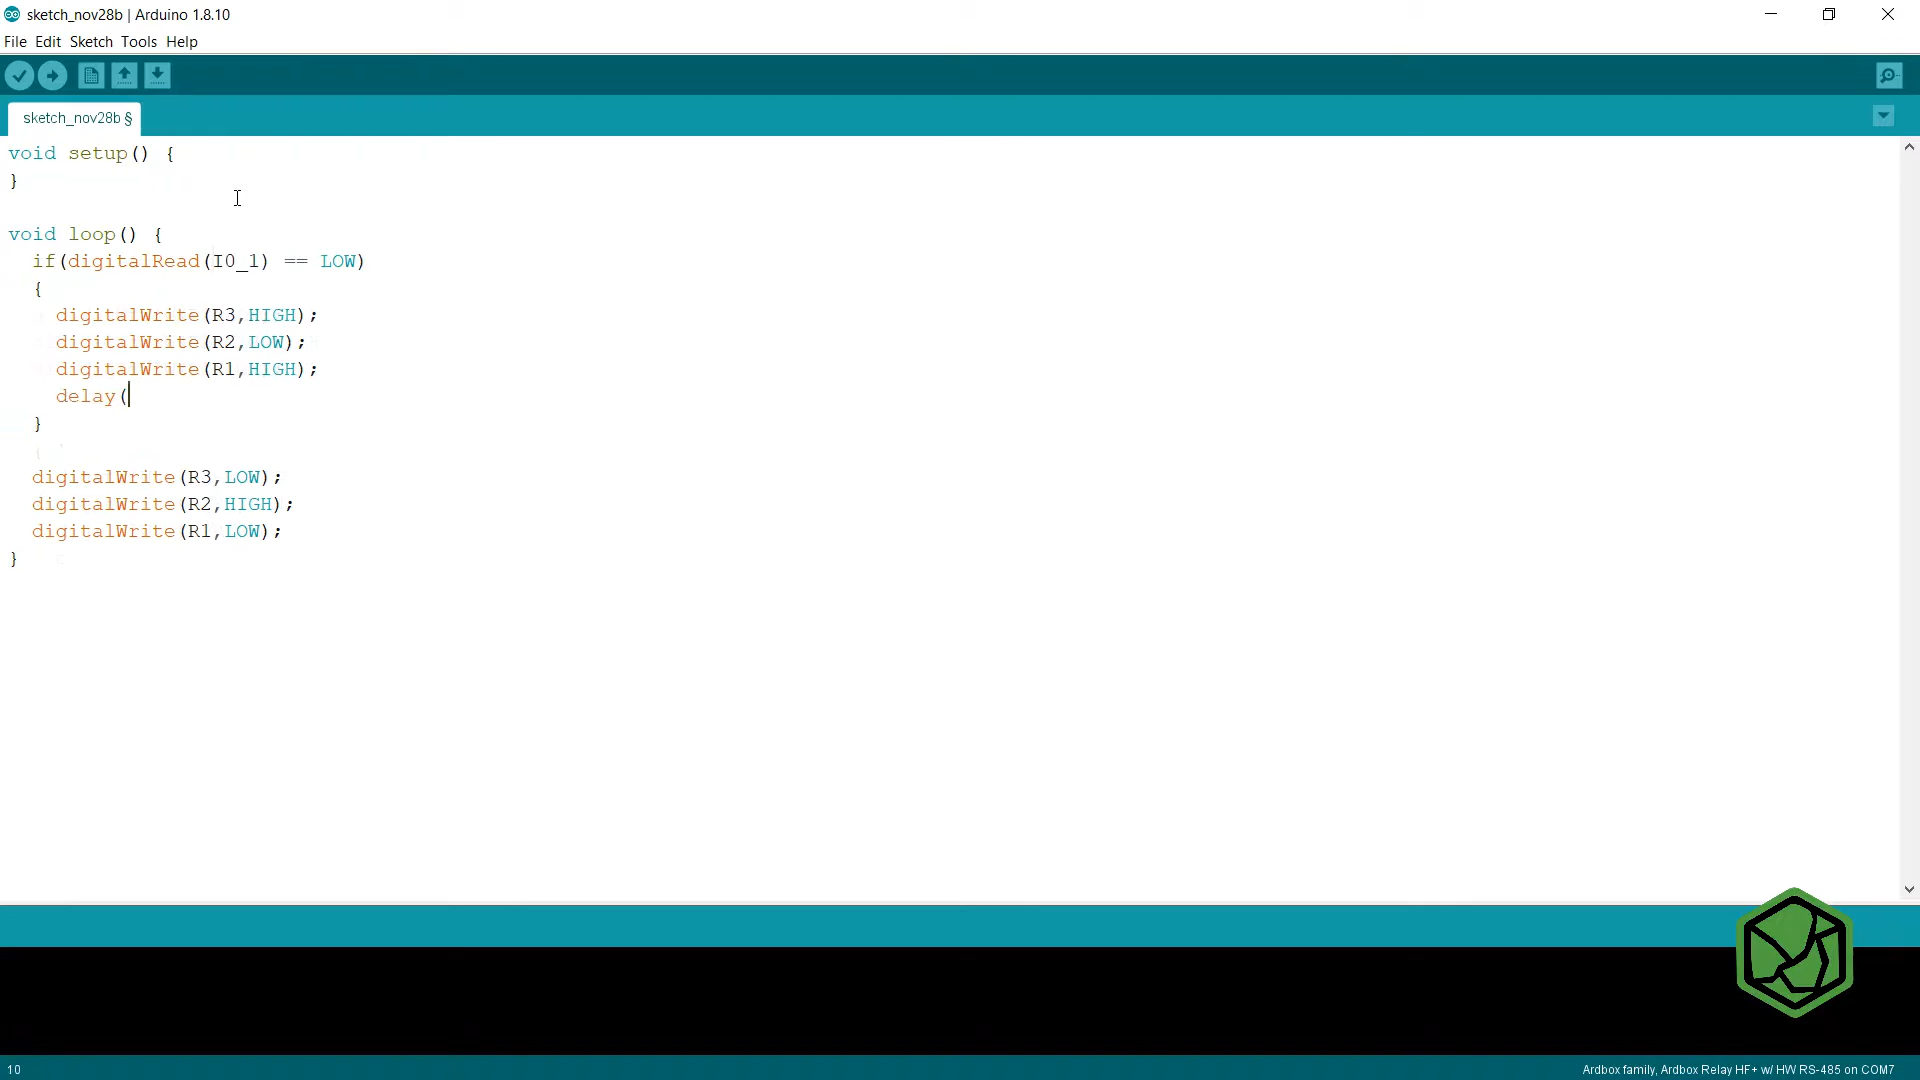 sketch_nov28b | Arduino 1.8.10
File Edit Sketch Tools Help
sketch_nov28b §
void setup() {
}
void loop() {
  if(digitalRead(I0_1) == LOW)
  {
    digitalWrite(R3,HIGH);
    digitalWrite(R2,LOW);
    digitalWrite(R1,HIGH);
    delay(
  }
  digitalWrite(R3,LOW);
  digitalWrite(R2,HIGH);
  digitalWrite(R1,LOW);
}
10
Ardbox family, Ardbox Relay HF+ w/ HW RS-485 on COM7